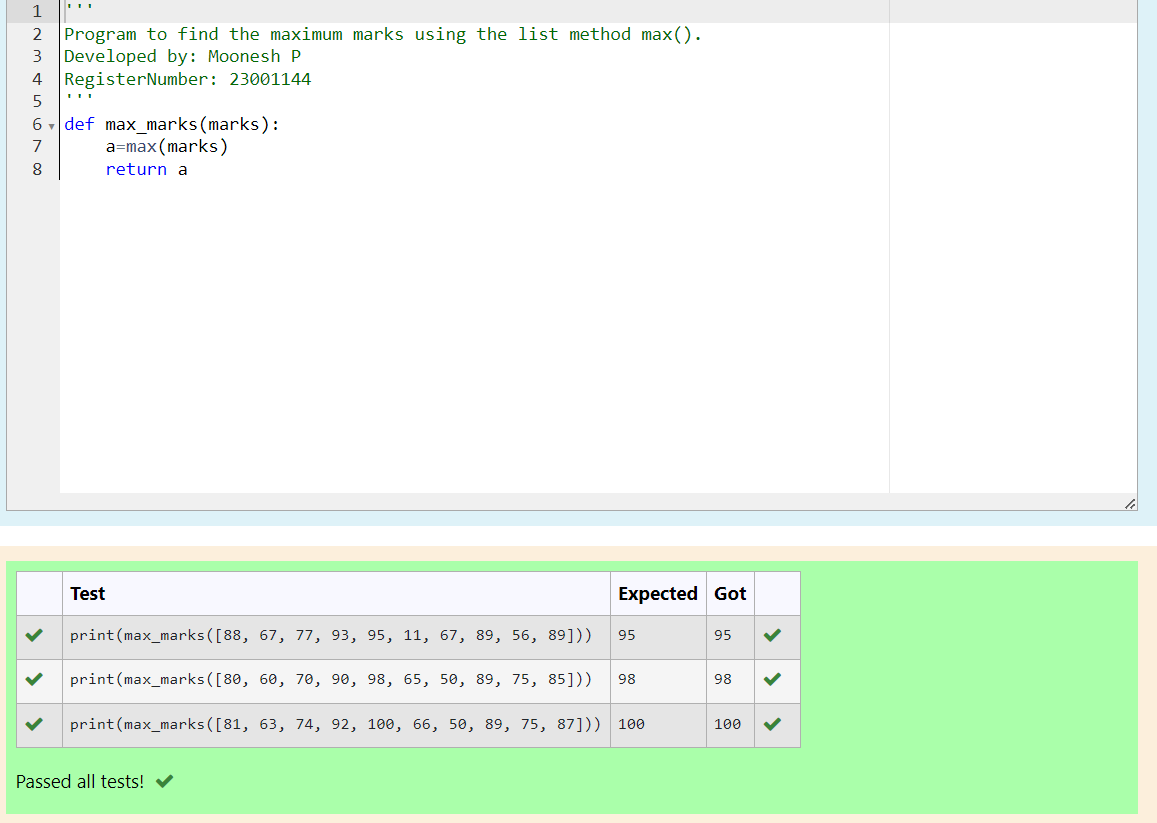 1 '''
2 Program to find the maximum marks using the list method max().
3 Developed by: Moonesh P
4 RegisterNumber: 23001144
5 '''
6 def max_marks(marks):
7     a=max(marks)
8     return a
Test Expected Got
print(max_marks([88, 67, 77, 93, 95, 11, 67, 89, 56, 89])) 95 95
print(max_marks([80, 60, 70, 90, 98, 65, 50, 89, 75, 85])) 98 98
print(max_marks([81, 63, 74, 92, 100, 66, 50, 89, 75, 87])) 100 100
Passed all tests!